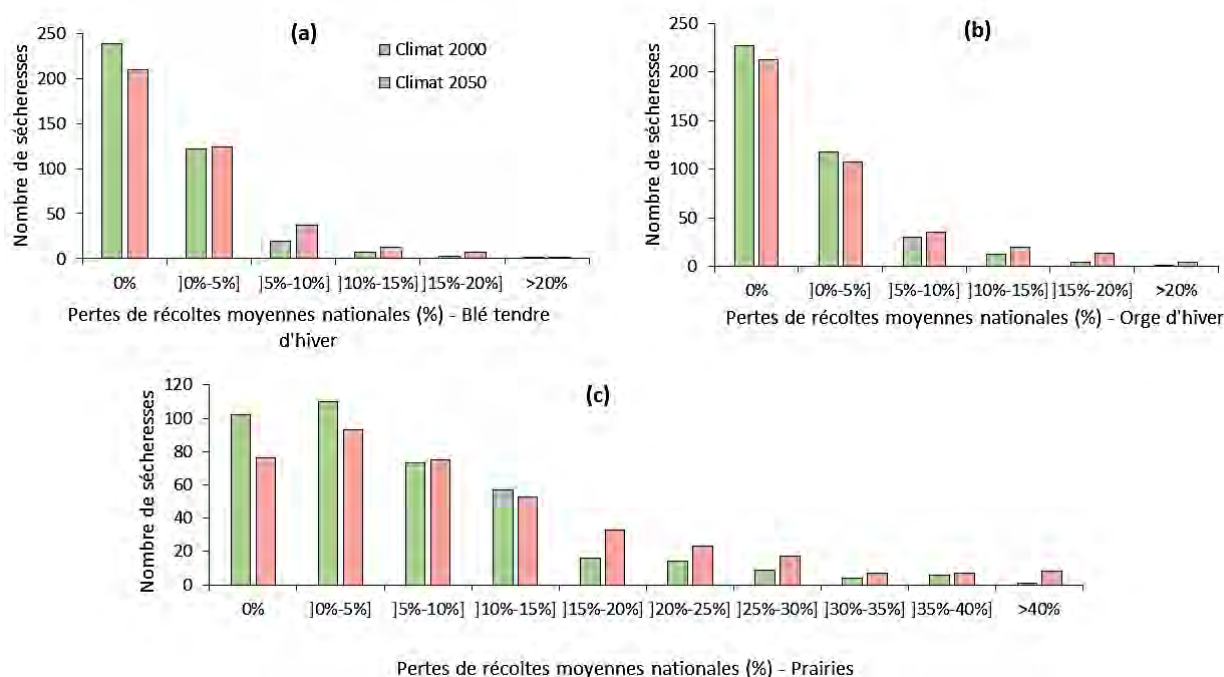 (a)
Nombre de sécheresses
250
200
150
100
50
0
Climat 2000
Climat 2050
0% ]0%-5%] ]5%-10%] ]10%-15%] ]15%-20%] >20%
Pertes de récoltes moyennes nationales (%) - Blé tendre
d'hiver
(b)
Nombre de sécheresses
250
200
150
100
50
0
0% ]0%-5%] ]5%-10%] ]10%-15%] ]15%-20%] >20%
Pertes de récoltes moyennes nationales (%) - Orge d'hiver
(c)
Nombre de sécheresses
120
100
80
60
40
20
0
0% ]0%-5%] ]5%-10%] ]10%-15%] ]15%-20%] ]20%-25%] ]25%-30%] ]30%-35%] ]35%-40%] >40%
Pertes de récoltes moyennes nationales (%) - Prairies